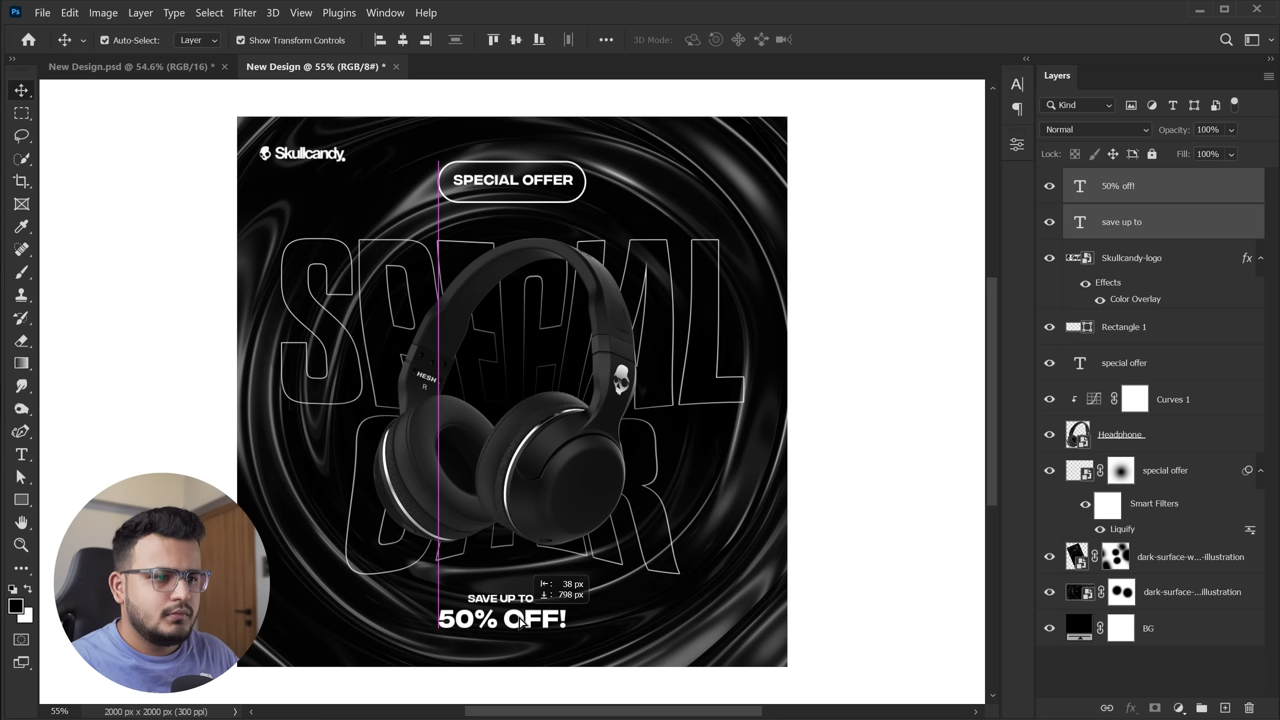 Ps File Edit Image Layer Type Select Filter 3D View Plugins Window Help
Auto-Select: Layer Show Transform Controls 3D Mode:
New Design.psd @ 54.6% (RGB/16) * × New Design @ 55% (RGB/8#) * ×
Layers
Kind
Normal Opacity: 100%
Lock: Fill: 100%
50% off!
save up to
Skullcandy-logo fx
Effects
Color Overlay
Rectangle 1
special offer
Curves 1
Headphone
special offer
Smart Filters
Liquify
dark-surface-w...-illustration
dark-surface-...illustration
BG
Skullcandy
SPECIAL OFFER
SPECIAL
HESH
R
38 px
798 px
SAVE UP TO
50% OFF!
55% 2000 px x 2000 px (300 ppi)